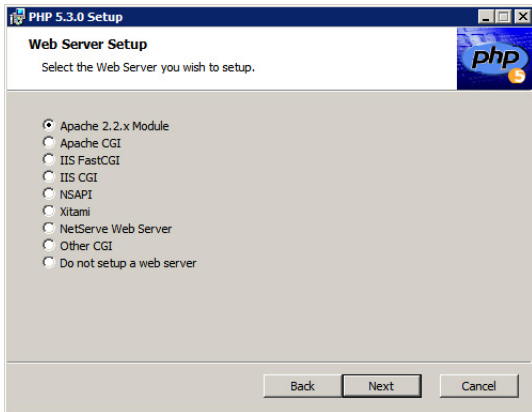 PHP 5.3.0 Setup
Web Server Setup
Select the Web Server you wish to setup.
php
5
Apache 2.2.x Module
Apache CGI
IIS FastCGI
IIS CGI
NSAPI
Xitami
NetServe Web Server
Other CGI
Do not setup a web server
Back Next Cancel